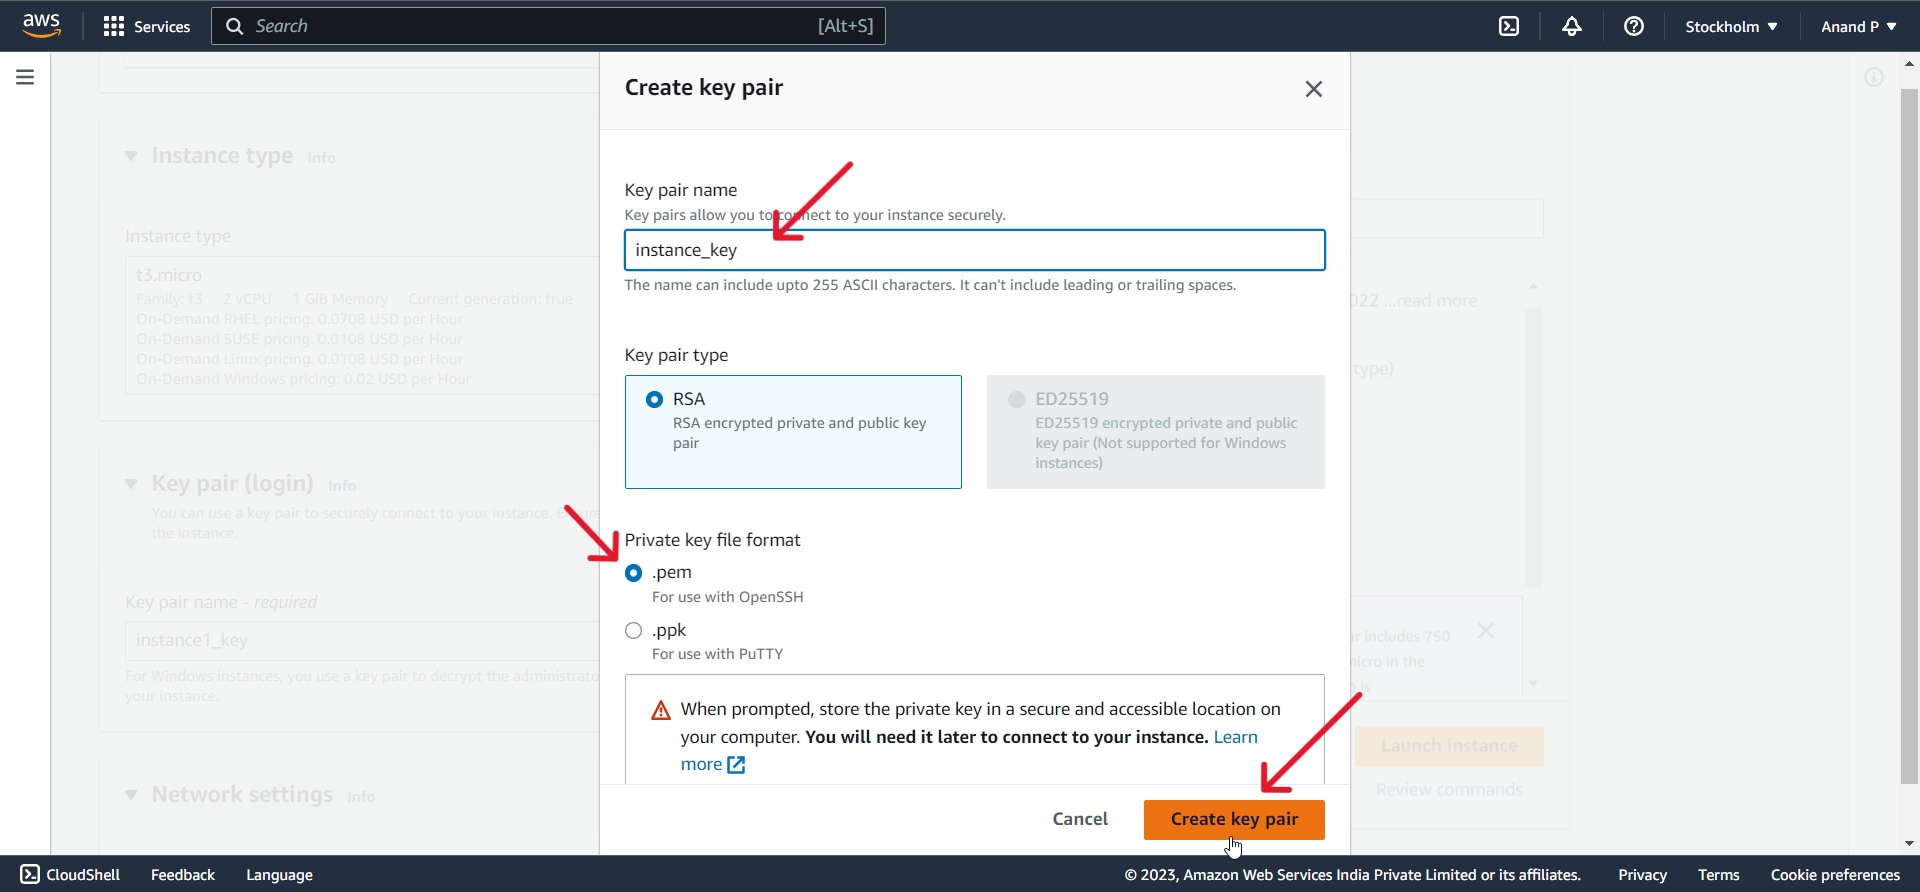 aws
Services
Search
[Alt+S]
Stockholm
Anand P
Create key pair
Instance type Info
Instance type
t3.micro
Family: t3 2 vCPU 1 GiB Memory Current generation: true
On-Demand RHEL pricing: 0.0708 USD per Hour
On-Demand SUSE pricing: 0.0108 USD per Hour
On-Demand Linux pricing: 0.0108 USD per Hour
On-Demand Windows pricing: 0.02 USD per Hour
Key pair (login) Info
You can use a key pair to securely connect to your instance.
the instance.
Key pair name - required
instance1_key
For Windows instances, you use a key pair to decrypt the administrato
your instance.
Network settings Info
Key pair name
Key pairs allow you to connect to your instance securely.
instance_key
The name can include upto 255 ASCII characters. It can't include leading or trailing spaces.
Key pair type
RSA
RSA encrypted private and public key
pair
ED25519
ED25519 encrypted private and public
key pair (Not supported for Windows
instances)
Private key file format
.pem
For use with OpenSSH
.ppk
For use with PuTTY
When prompted, store the private key in a secure and accessible location on
your computer. You will need it later to connect to your instance. Learn
more
Cancel
Create key pair
022 ...read more
type)
ar includes 750
micro in the
is
Launch instance
Review commands
CloudShell
Feedback
Language
© 2023, Amazon Web Services India Private Limited or its affiliates.
Privacy
Terms
Cookie preferences